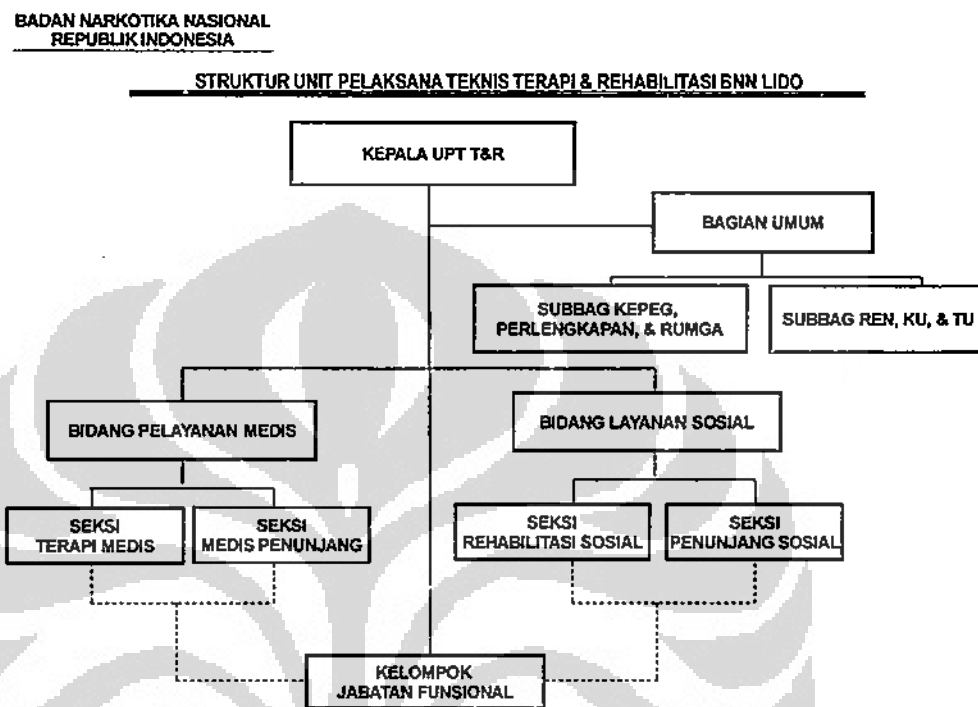 BADAN NARKOTIKA NASIONAL
REPUBLIK INDONESIA
STRUKTUR UNIT PELAKSANA TEKNIS TERAPI & REHABILITASI BNN LIDO
KEPALA UPT T&R
BAGIAN UMUM
SUBBAG KEPEG,
PERLENGKAPAN, & RUMGA
SUBBAG REN, KU, & TU
BIDANG PELAYANAN MEDIS
BIDANG LAYANAN SOSIAL
SEKSI
TERAPI MEDIS
SEKSI
MEDIS PENUNJANG
SEKSI
REHABILITASI SOSIAL
SEKSI
PENUNJANG SOSIAL
KELOMPOK
JABATAN FUNSIONAL